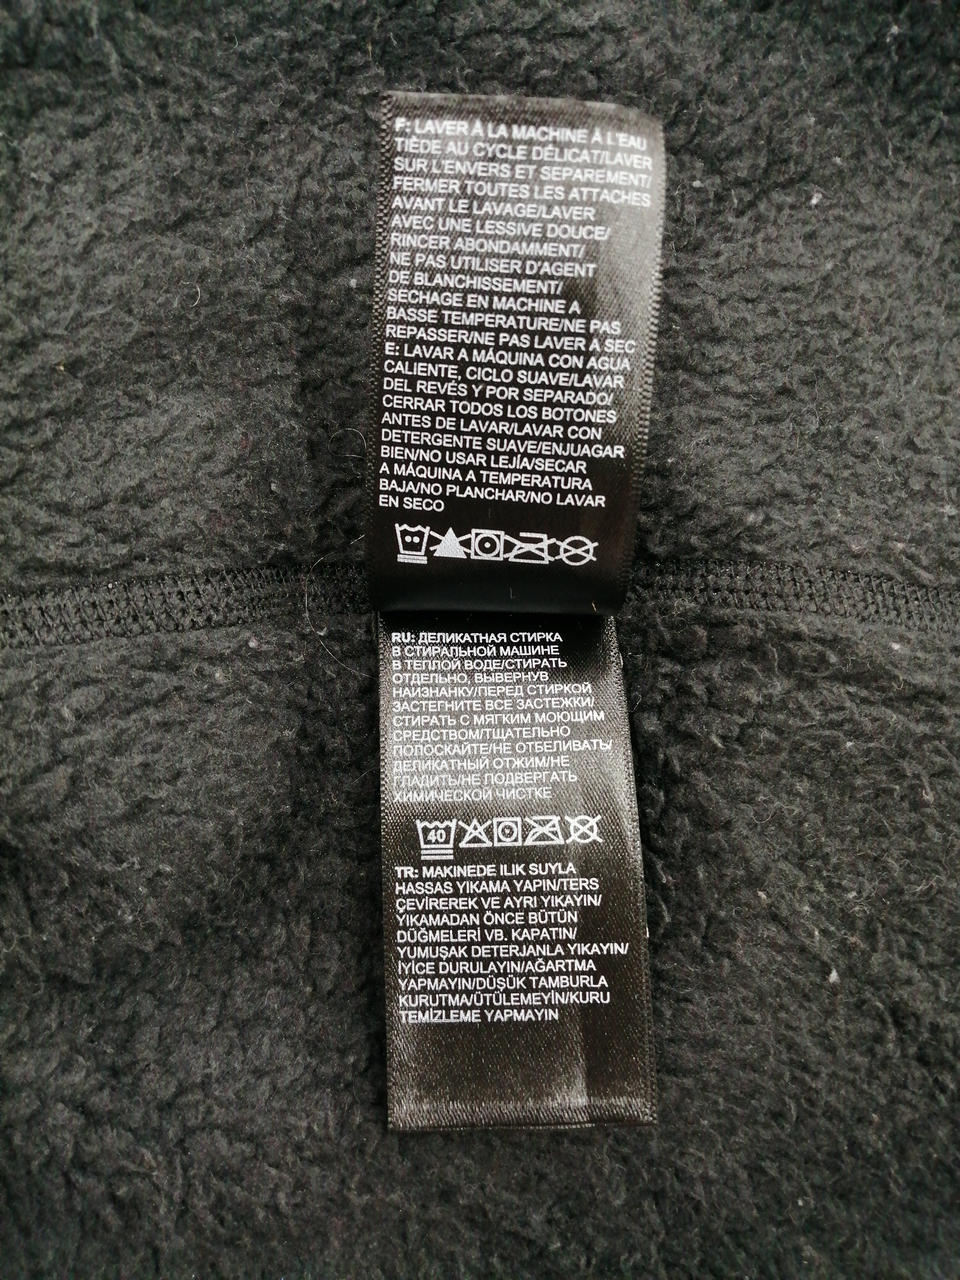 F: LAVER À LA MACHINE À L'EAU
TIÈDE AU CYCLE DÉLICAT/LAVER
SUR L'ENVERS ET SEPAREMENT/
FERMER TOUTES LES ATTACHES
AVANT LE LAVAGE/LAVER
AVEC UNE LESSIVE DOUCE/
RINCER ABONDAMMENT/
NE PAS UTILISER D'AGENT
DE BLANCHISSEMENT/
SECHAGE EN MACHINE A
BASSE TEMPERATURE/NE PAS
REPASSER/NE PAS LAVER A SEC
E: LAVAR A MÁQUINA CON AGUA
CALIENTE, CICLO SUAVE/LAVAR
DEL REVÉS Y POR SEPARADO/
CERRAR TODOS LOS BOTONES
ANTES DE LAVAR/LAVAR CON
DETERGENTE SUAVE/ENJUAGAR
BIEN/NO USAR LEJÍA/SECAR
A MÁQUINA A TEMPERATURA
BAJA/NO PLANCHAR/NO LAVAR
EN SECO
RU: ДЕЛИКАТНАЯ СТИРКА
В СТИРАЛЬНОЙ МАШИНЕ
В ТЕПЛОЙ ВОДЕ/СТИРАТЬ
ОТДЕЛЬНО, ВЫВЕРНУВ
НАИЗНАНКУ/ПЕРЕД СТИРКОЙ
ЗАСТЕГНИТЕ ВСЕ ЗАСТЕЖКИ/
СТИРАТЬ С МЯГКИМ МОЮЩИМ
СРЕДСТВОМ/ТЩАТЕЛЬНО
ПОЛОСКАЙТЕ/НЕ ОТБЕЛИВАТЬ/
ДЕЛИКАТНЫЙ ОТЖИМ/НЕ
ГЛАДИТЬ/НЕ ПОДВЕРГАТЬ
ХИМИЧЕСКОЙ ЧИСТКЕ
40
TR: MAKINEDE ILIK SUYLA
HASSAS YIKAMA YAPIN/TERS
ÇEVİREREK VE AYRI YIKAYIN/
YIKAMADAN ÖNCE BÜTÜN
DÜĞMELERİ VB. KAPATIN/
YUMUŞAK DETERJANLA YIKAYIN/
İYİCE DURULAYIN/AĞARTMA
YAPMAYIN/DÜŞÜK TAMBURLA
KURUTMA/ÜTÜLEMEYİN/KURU
TEMİZLEME YAPMAYIN